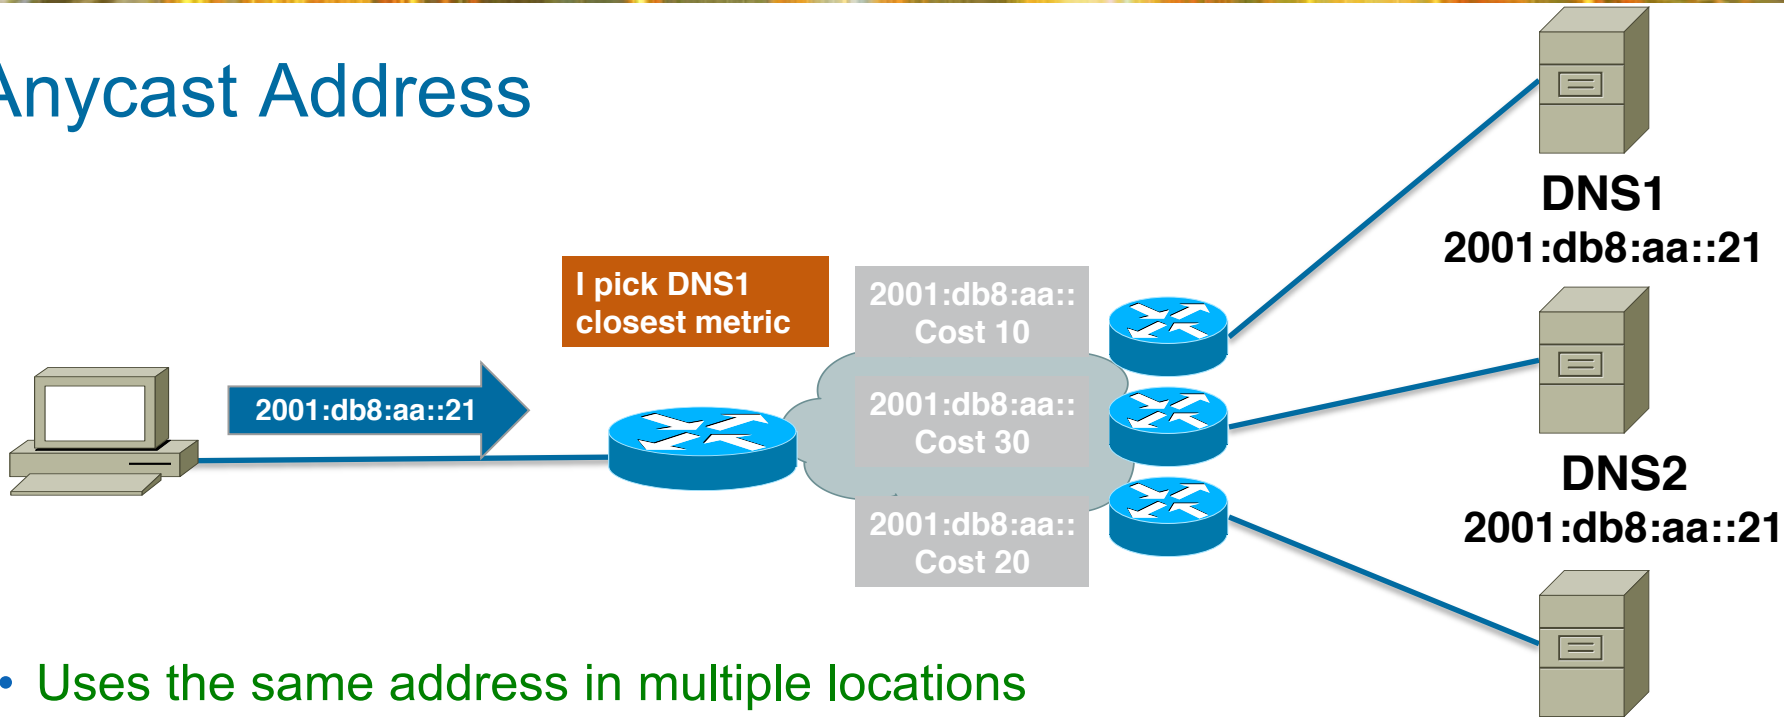 Anycast Address
DNS1
2001:db8:aa::21
I pick DNS1
closest metric
2001:db8:aa::
Cost 10
2001:db8:aa::21
2001:db8:aa::
Cost 30
DNS2
2001:db8:aa::21
2001:db8:aa::
Cost 20
• Uses the same address in multiple locations